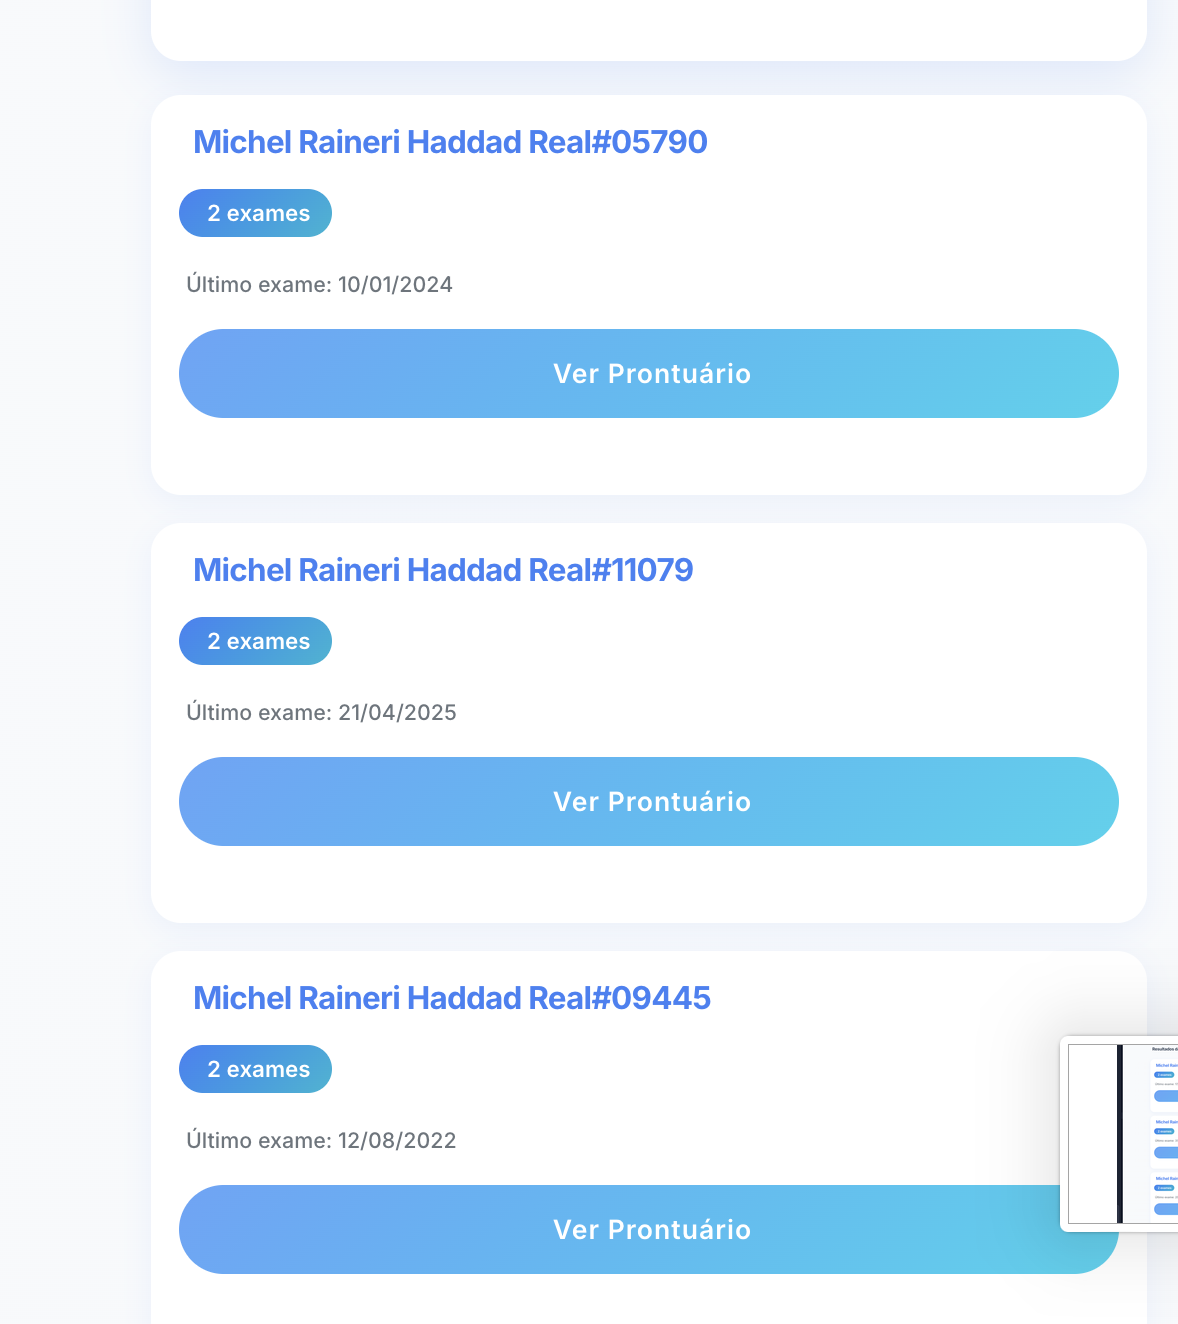 Michel Raineri Haddad Real#05790
2 exames
Último exame: 10/01/2024
Ver Prontuário
Michel Raineri Haddad Real#11079
2 exames
Último exame: 21/04/2025
Ver Prontuário
Michel Raineri Haddad Real#09445
2 exames
Último exame: 12/08/2022
Ver Prontuário